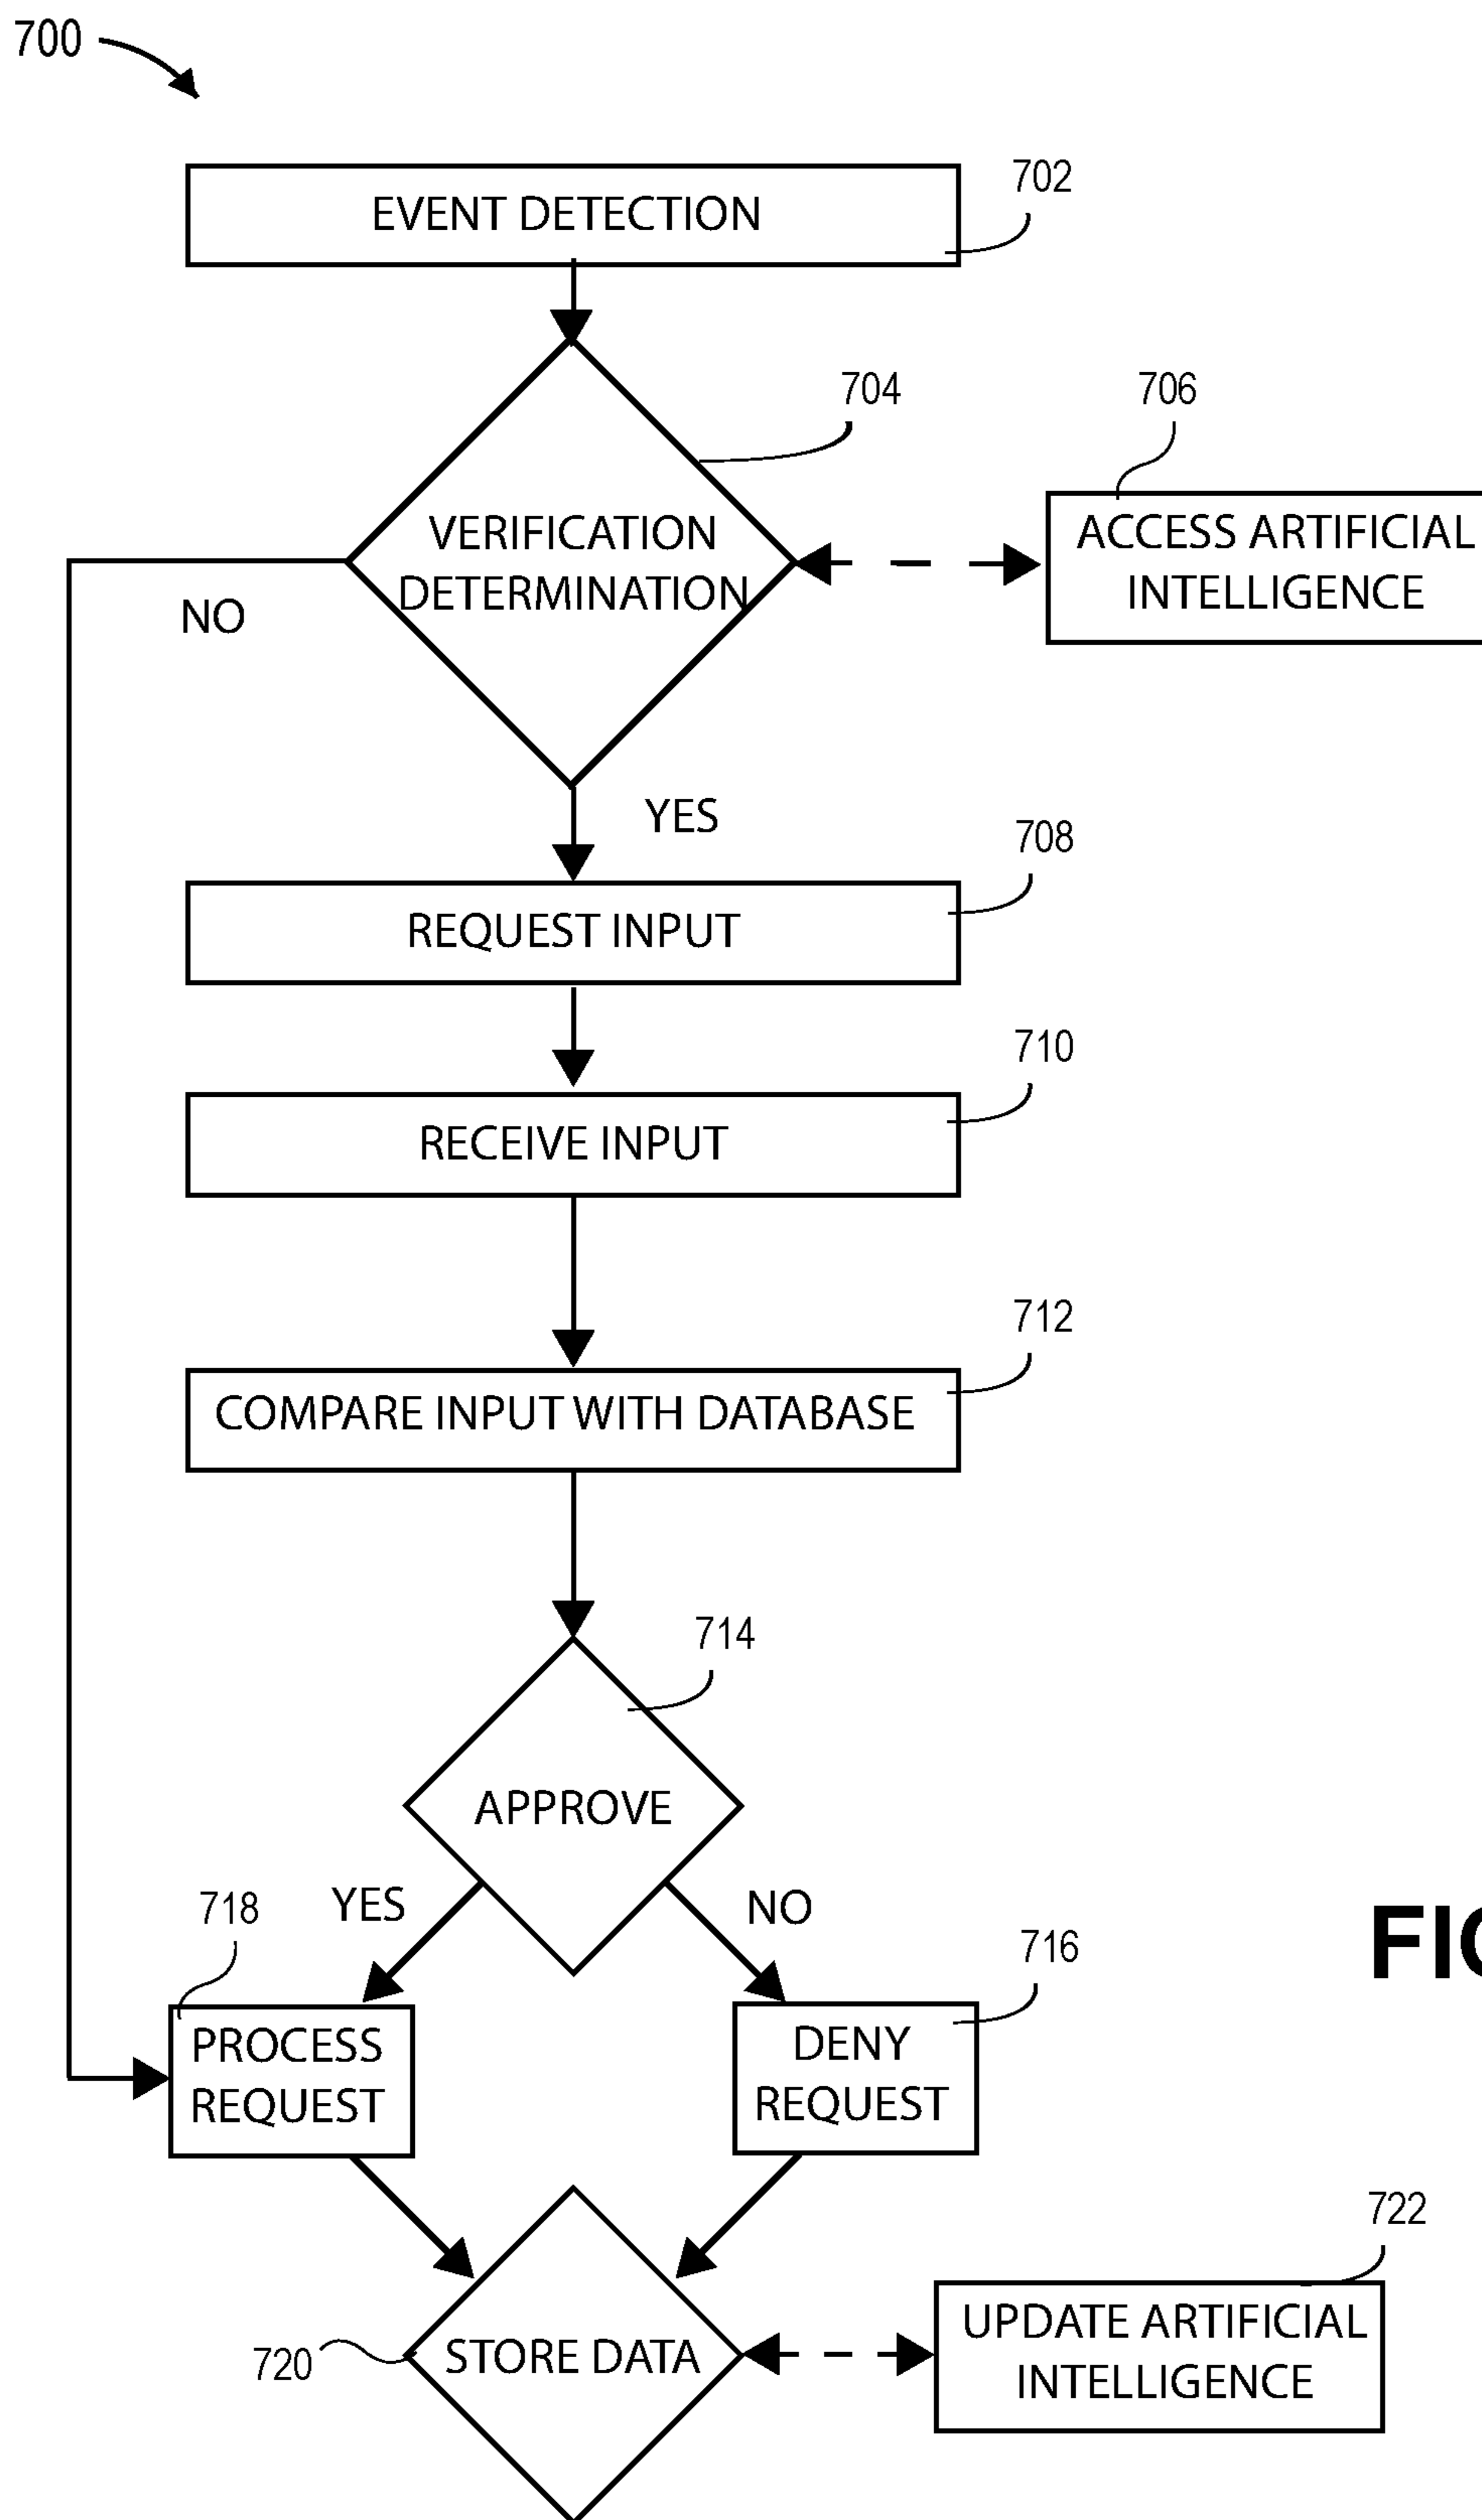 700
EVENT DETECTION
702
704
706
VERIFICATION
DETERMINATION
ACCESS ARTIFICIAL
INTELLIGENCE
NO
YES
708
REQUEST INPUT
710
RECEIVE INPUT
712
COMPARE INPUT WITH DATABASE
714
APPROVE
718
YES
NO
716
PROCESS
REQUEST
DENY
REQUEST
722
720
STORE DATA
UPDATE ARTIFICIAL
INTELLIGENCE